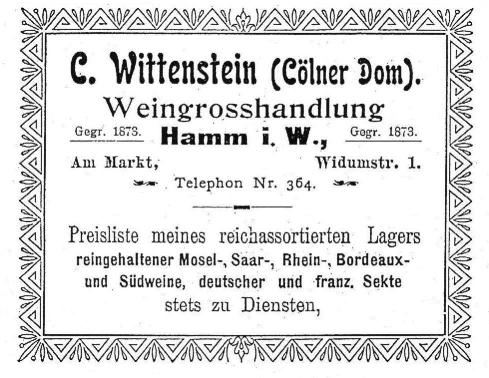 C. Wittenstein (Cölner Dom).
Weingrosshandlung
Gegr. 1873. Hamm i. W., Gegr. 1873.
Am Markt, Widumstr. 1.
Telephon Nr. 364.
Preisliste meines reichassortierten Lagers
reingehaltener Mosel-, Saar-, Rhein-, Bordeaux-
und Südweine, deutscher und franz. Sekte
stets zu Diensten,